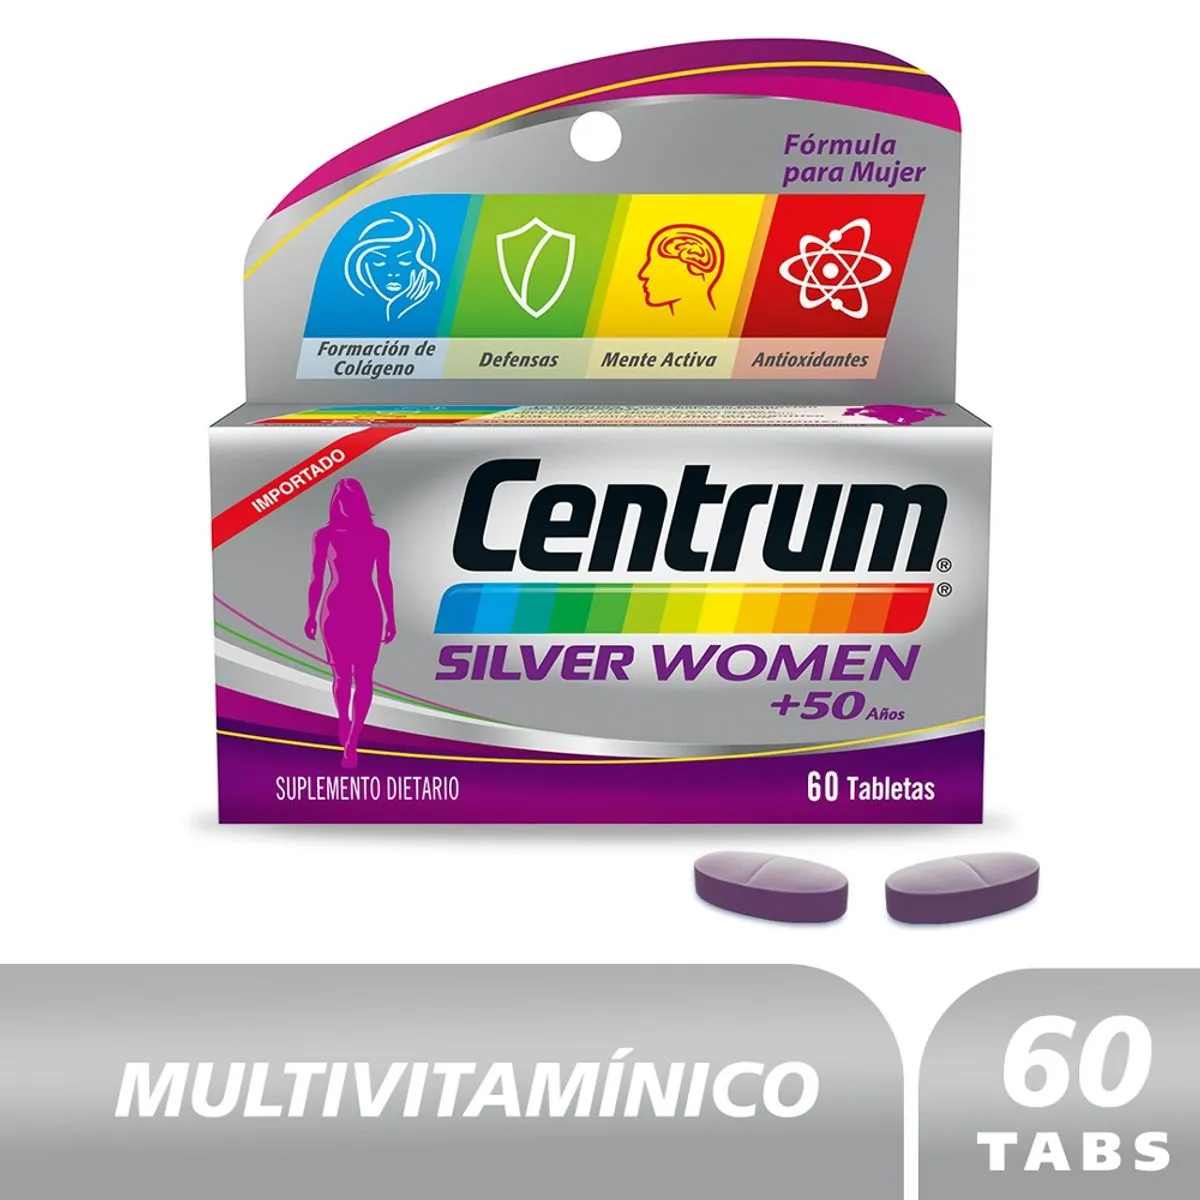 Fórmula
para Mujer
Formación de
Colágeno
Defensas
Mente Activa
Antioxidantes
IMPORTADO
Centrum®
®
SILVER WOMEN
+50 Años
SUPLEMENTO DIETARIO
60 Tabletas
MULTIVITAMÍNICO
60
TABS